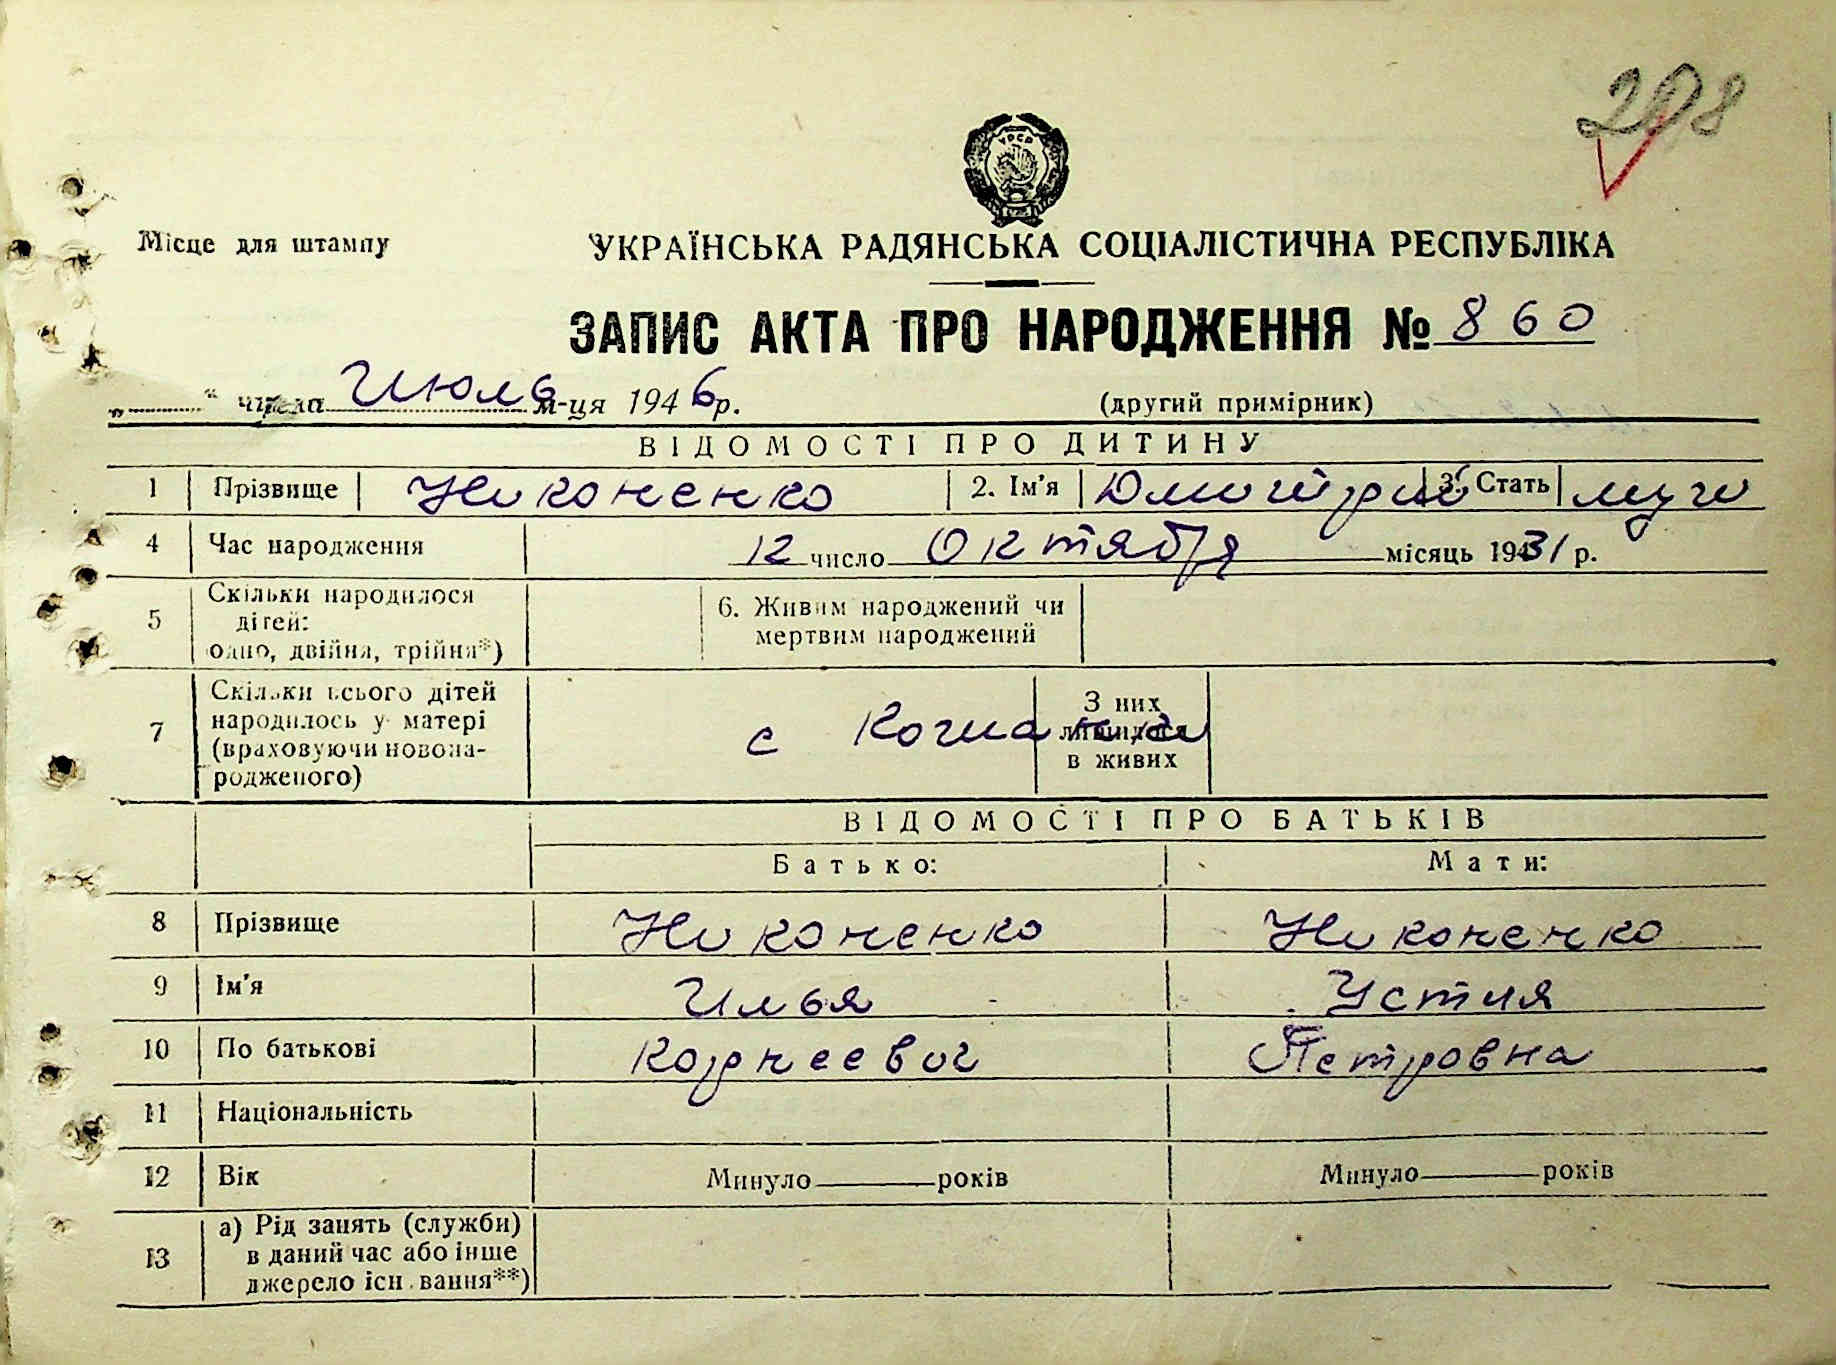 298
УРСР
Місце для штампу
УКРАЇНСЬКА РАДЯНСЬКА СОЦІАЛІСТИЧНА РЕСПУБЛІКА
ЗАПИС АКТА ПРО НАРОДЖЕННЯ № 860
„ “ числа Июль м-ця 1946 р.
(другий примірник)
ВІДОМОСТІ ПРО ДИТИНУ
1 Прізвище Никоненко 2. Ім'я Дмитрий 3. Стать муж
4 Час народження 12 число Октября місяць 1931 р.
5 Скільки народилося дітей: одно, двійня, трійня*) 6. Живим народжений чи мертвим народжений
7 Скільки всього дітей народилось у матері (враховуючи новонародженого) с З них лишилося в живих
ВІДОМОСТІ ПРО БАТЬКІВ
Батько: Мати:
8 Прізвище Никоненко Никоненко
9 Ім'я Илья Устия
10 По батькові Корнеевич Петровна
11 Національність
12 Вік Минуло років Минуло років
13 а) Рід занять (служби) в даний час або інше джерело існування**)